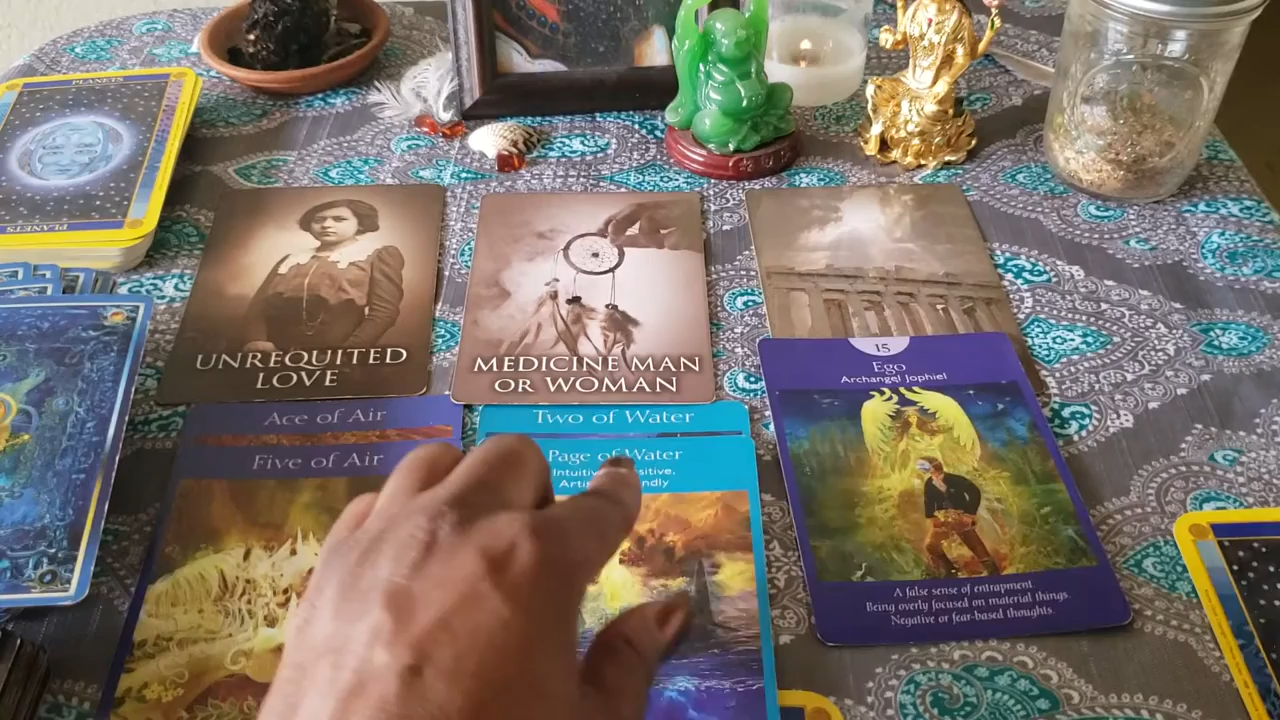 PLANETS
PLANETS
UNREQUITED
LOVE
MEDICINE MAN
OR WOMAN
15
Ego
Archangel Jophiel
A false sense of entrapment.
Being overly focused on material things.
Negative or fear-based thoughts.
Ace of Air
Five of Air
Two of Water
Page of Water